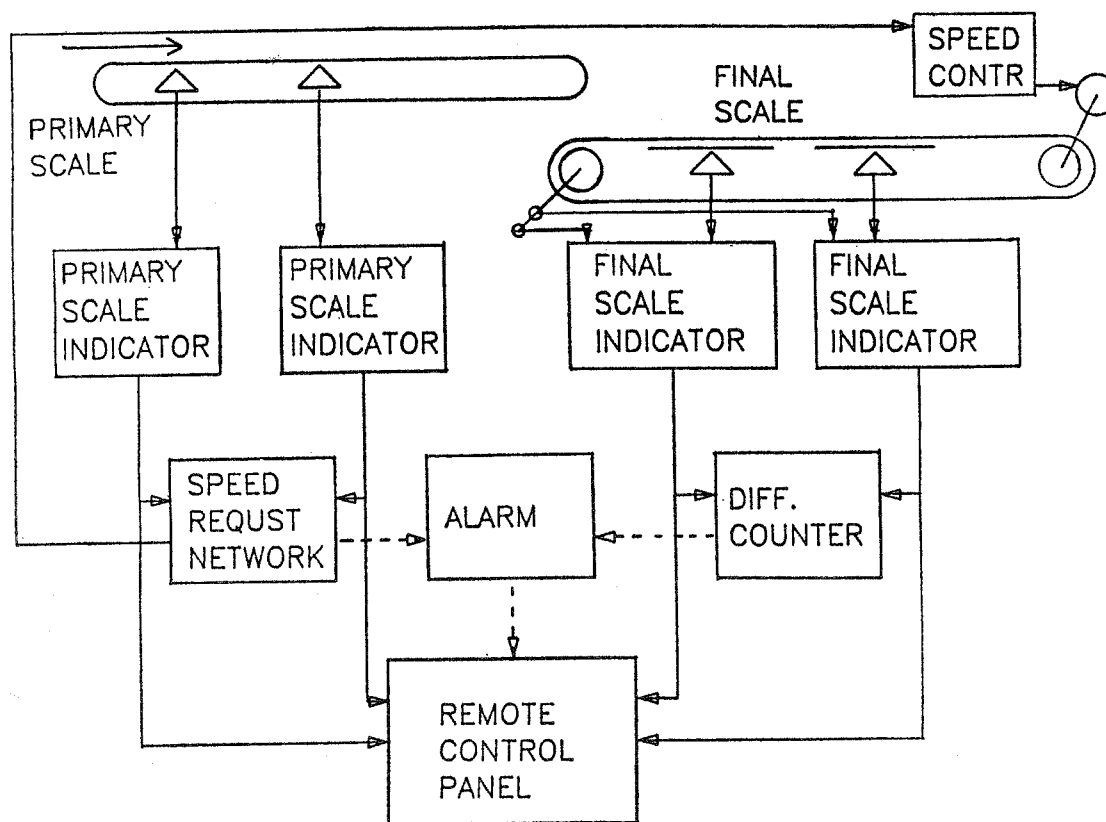 SPEED
CONTR
FINAL
SCALE
PRIMARY
SCALE
PRIMARY
SCALE
INDICATOR
PRIMARY
SCALE
INDICATOR
FINAL
SCALE
INDICATOR
FINAL
SCALE
INDICATOR
SPEED
REQUST
NETWORK
ALARM
DIFF.
COUNTER
REMOTE
CONTROL
PANEL